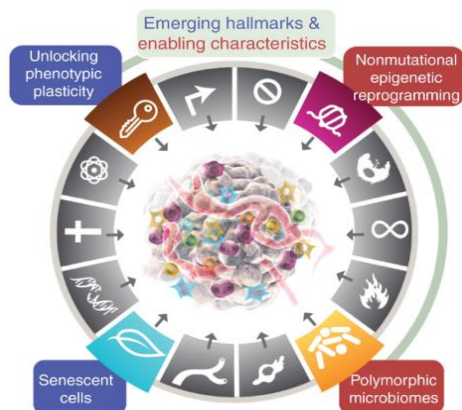 Emerging hallmarks &
enabling characteristics
Unlocking
phenotypic
plasticity
Nonmutational
epigenetic
reprogramming
Senescent
cells
Polymorphic
microbiomes